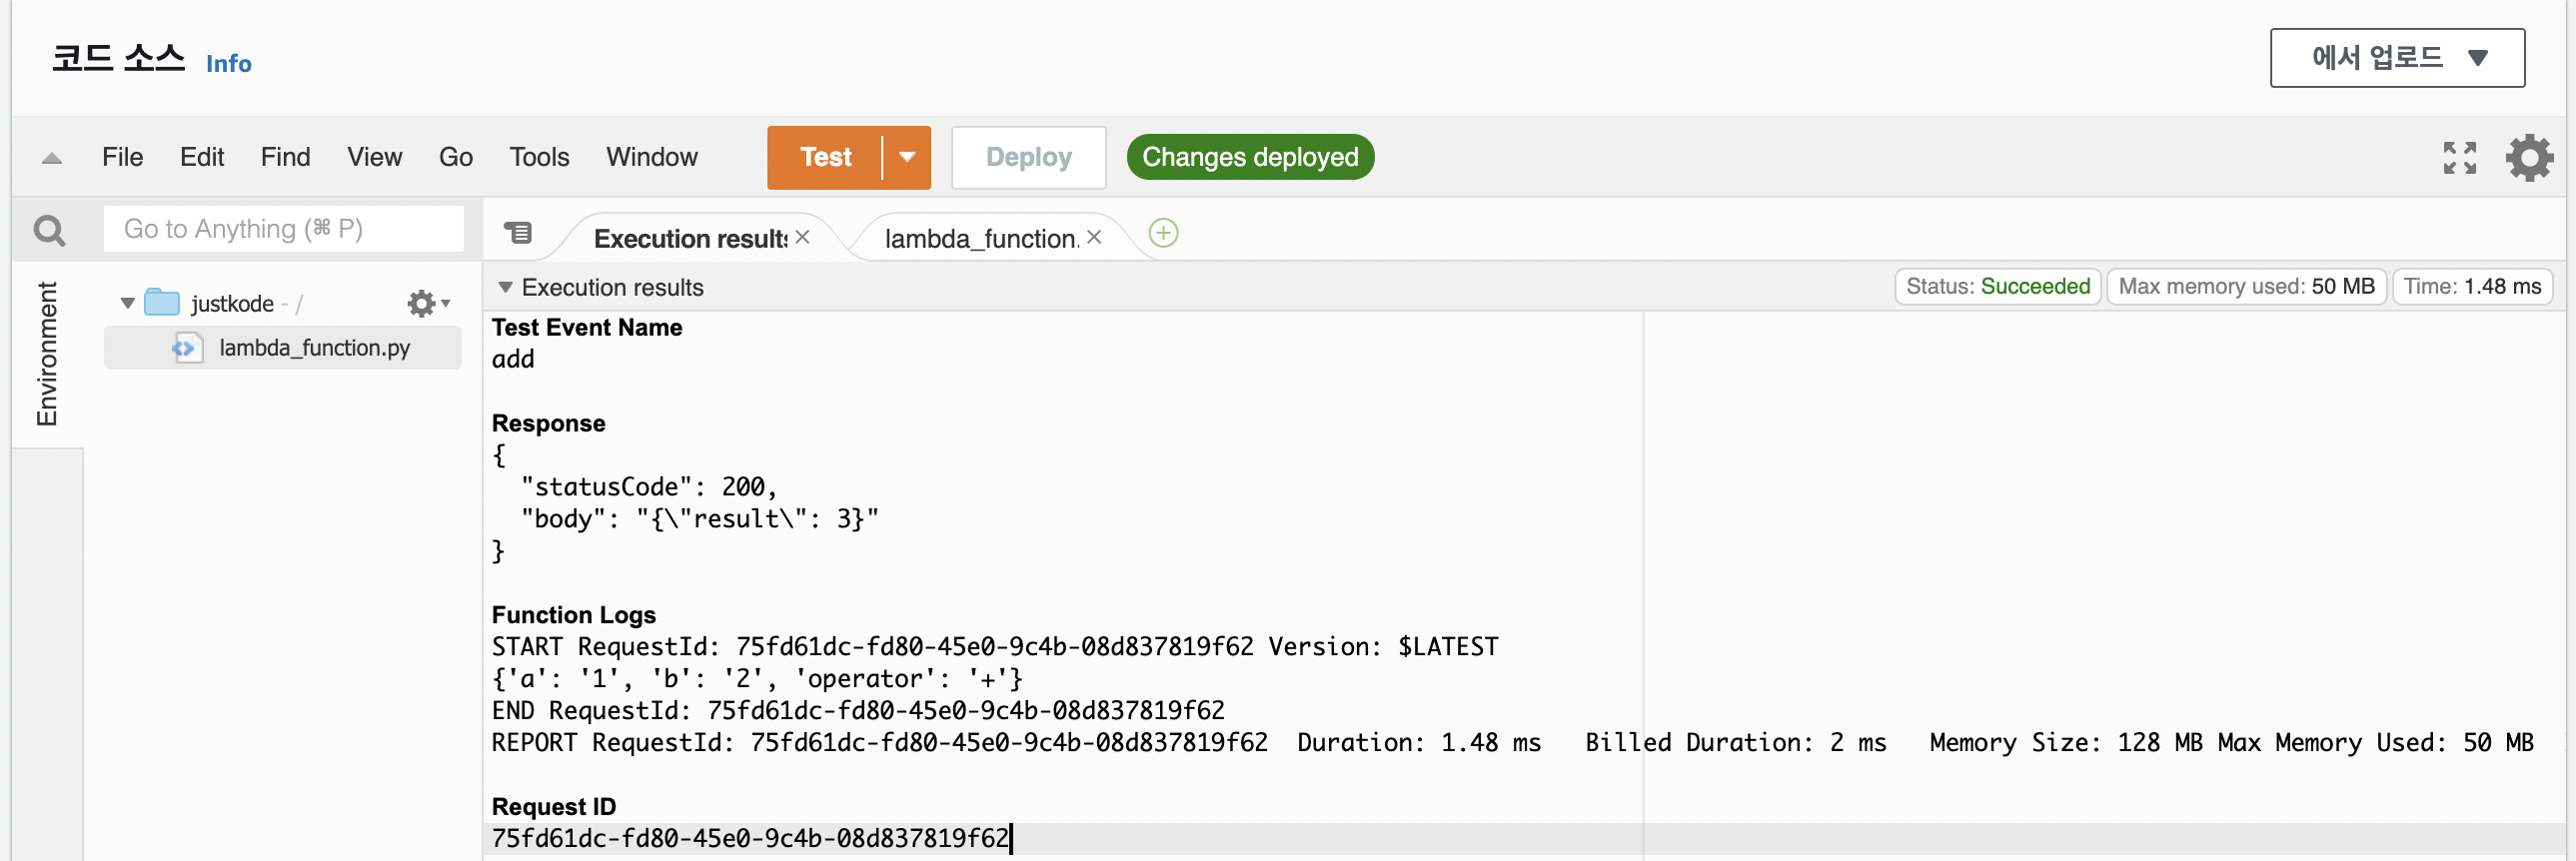 코드 소스 Info
에서 업로드
File Edit Find View Go Tools Window Test Deploy Changes deployed
Go to Anything (⌘ P)
Execution results lambda_function.
Environment
justkode - /
lambda_function.py
Execution results
Status: Succeeded Max memory used: 50 MB Time: 1.48 ms
Test Event Name
add
Response
{
"statusCode": 200,
"body": "{\"result\": 3}"
}
Function Logs
START RequestId: 75fd61dc-fd80-45e0-9c4b-08d837819f62 Version: $LATEST
{'a': '1', 'b': '2', 'operator': '+'}
END RequestId: 75fd61dc-fd80-45e0-9c4b-08d837819f62
REPORT RequestId: 75fd61dc-fd80-45e0-9c4b-08d837819f62 Duration: 1.48 ms Billed Duration: 2 ms Memory Size: 128 MB Max Memory Used: 50 MB
Request ID
75fd61dc-fd80-45e0-9c4b-08d837819f62